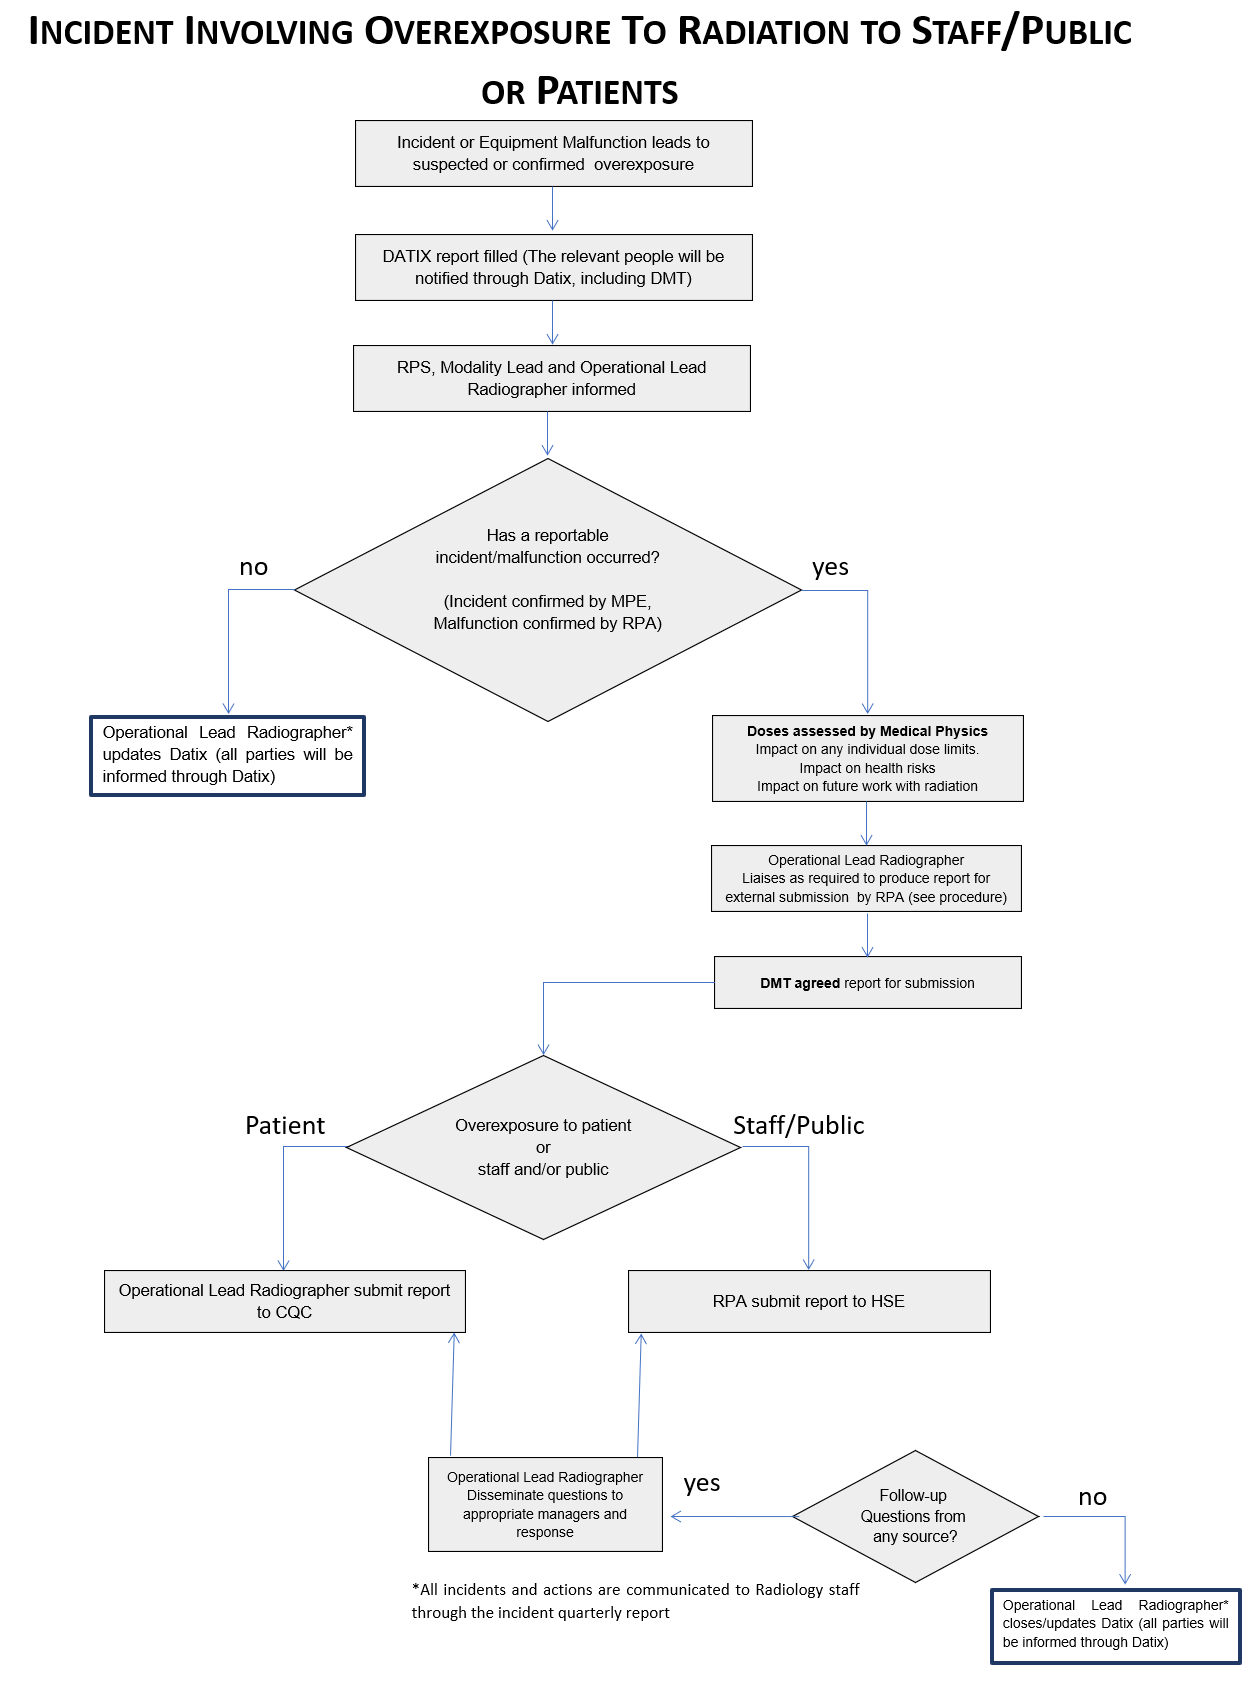 INCIDENT INVOLVING OVEREXPOSURE TO RADIATION TO STAFF/PUBLIC
OR PATIENTS
Incident or Equipment Malfunction leads to
suspected or confirmed overexposure
DATIX report filled (The relevant people will be
notified through Datix, including DMT)
RPS, Modality Lead and Operational Lead
Radiographer informed
Has a reportable
incident/malfunction occurred?
(Incident confirmed by MPE,
Malfunction confirmed by RPA)
no
yes
Operational Lead Radiographer*
updates Datix (all parties will be
informed through Datix)
Doses assessed by Medical Physics
Impact on any individual dose limits.
Impact on health risks
Impact on future work with radiation
Operational Lead Radiographer
Liaises as required to produce report for
external submission by RPA (see procedure)
DMT agreed report for submission
Overexposure to patient
or
staff and/or public
Patient
Staff/Public
Operational Lead Radiographer submit report
to CQC
RPA submit report to HSE
Operational Lead Radiographer
Disseminate questions to
appropriate managers and
response
yes
Follow-up
Questions from
any source?
no
*All incidents and actions are communicated to Radiology staff
through the incident quarterly report
Operational Lead Radiographer*
closes/updates Datix (all parties will
be informed through Datix)